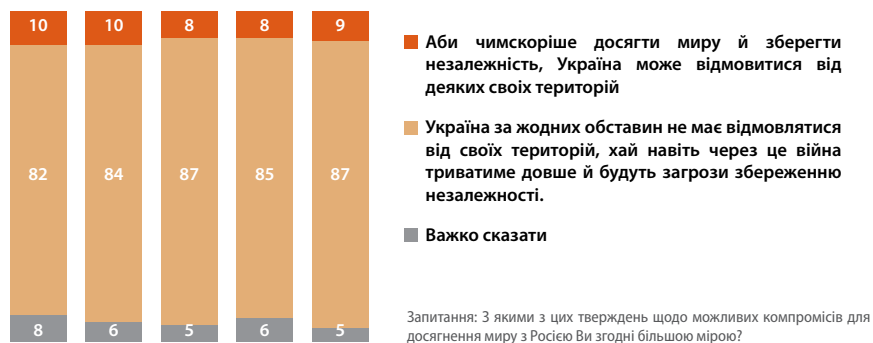 10 10 8 8 9
82 84 87 85 87
8 6 5 6 5
Аби чимскоріше досягти миру й зберегти
незалежність, Україна може відмовитися від
деяких своїх територій
Україна за жодних обставин не має відмовлятися
від своїх територій, хай навіть через це війна
триватиме довше й будуть загрози збереженню
незалежності.
Важко сказати
Запитання: З якими з цих тверджень щодо можливих компромісів для
досягнення миру з Росією Ви згодні більшою мірою?